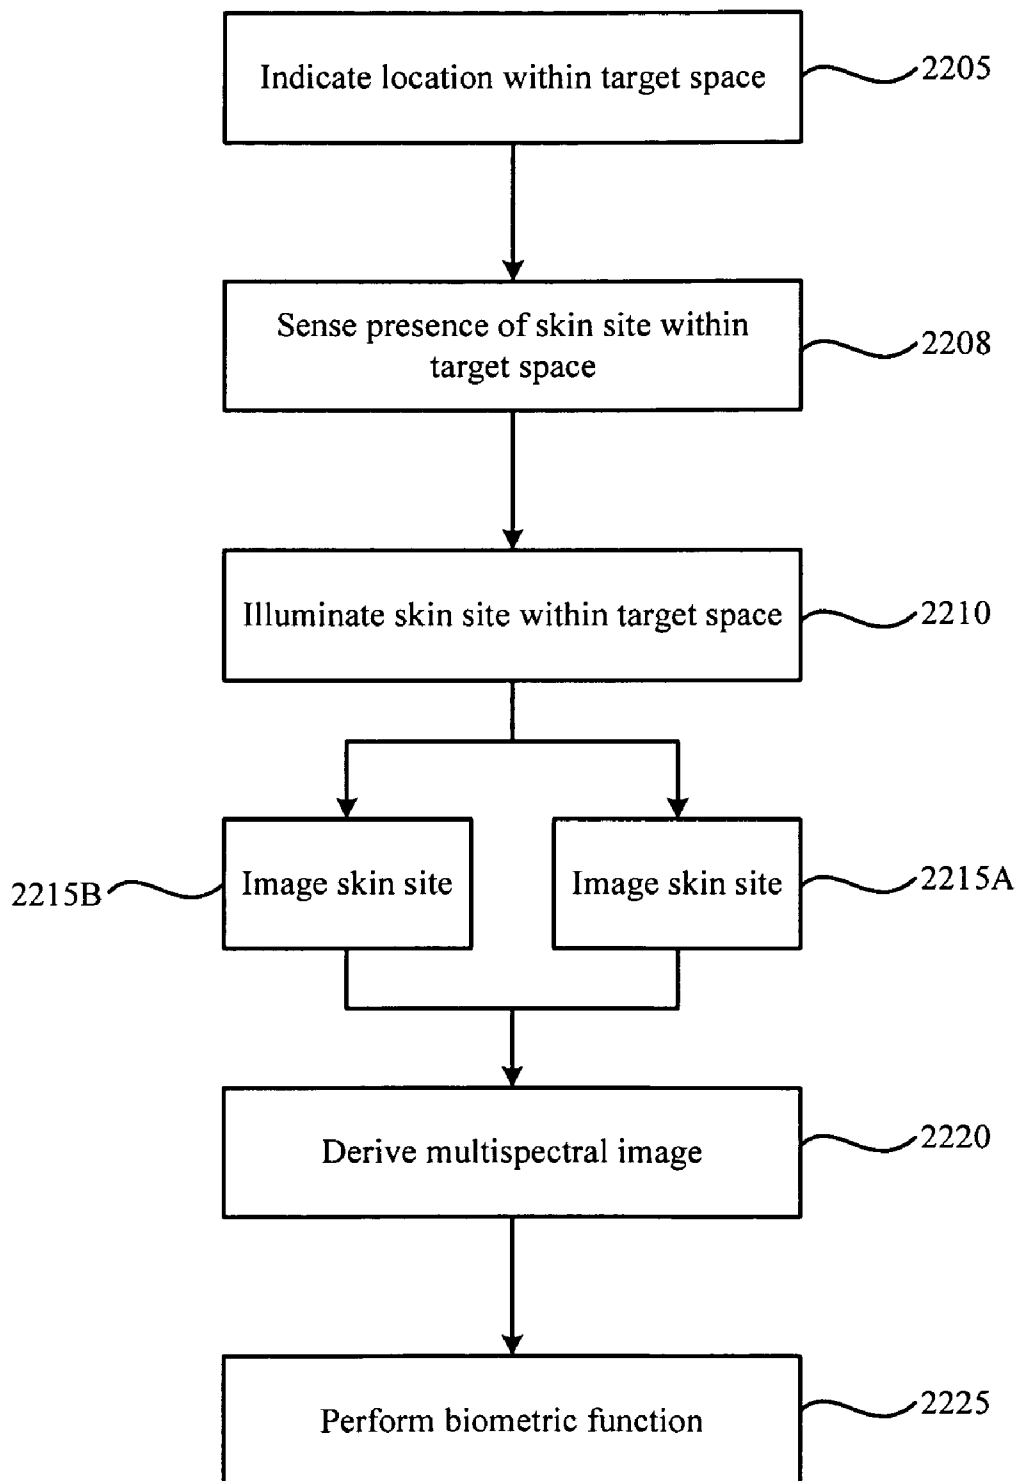 Indicate location within target space
2205
Sense presence of skin site within
target space
2208
Illuminate skin site within target space
2210
2215B
Image skin site
Image skin site
2215A
Derive multispectral image
2220
Perform biometric function
2225